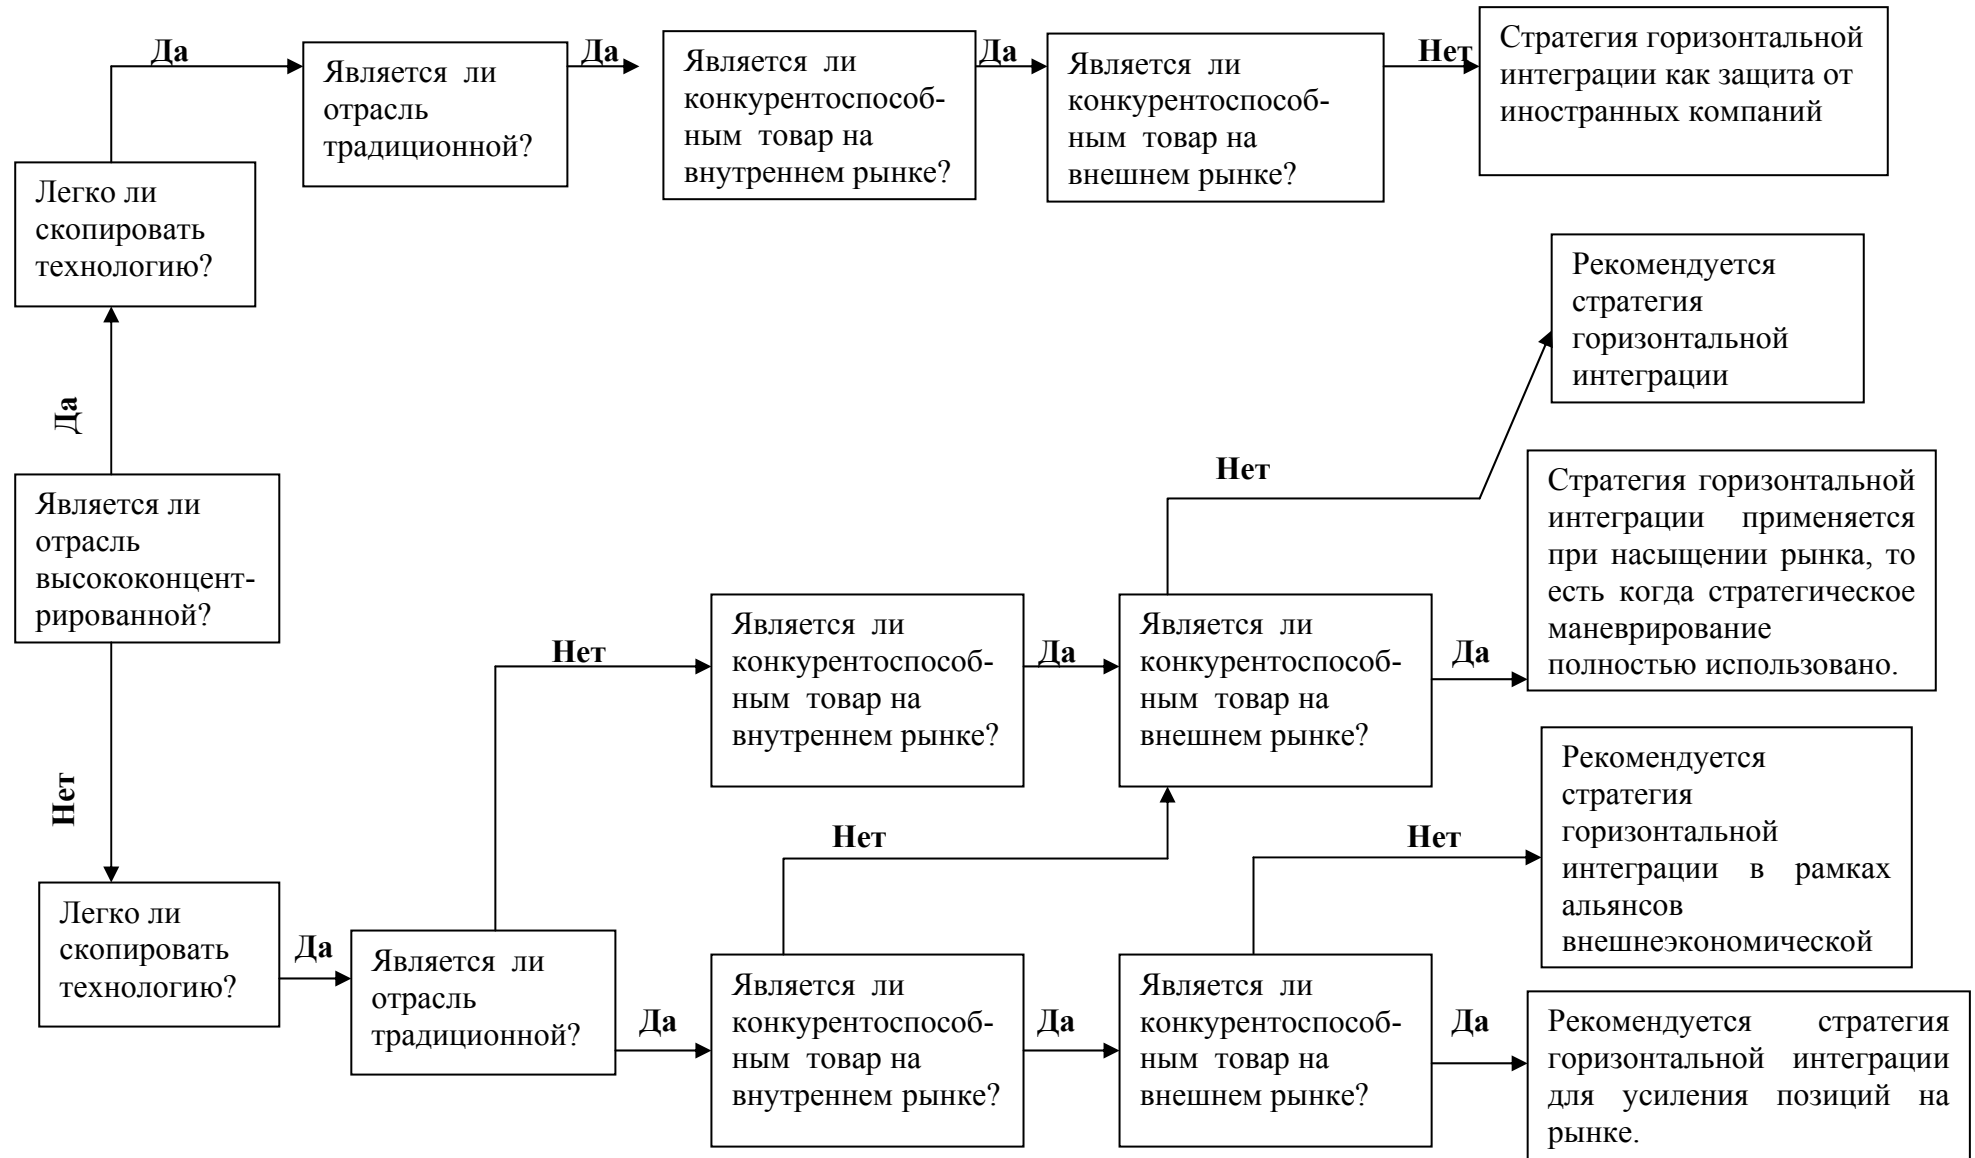 Да
Является ли
отрасль
традиционной?
Да
Является ли
конкурентоспособ-
ным товар на
внутреннем рынке?
Да
Является ли
конкурентоспособ-
ным товар на
внешнем рынке?
Нет
Стратегия горизонтальной
интеграции как защита от
иностранных компаний
Легко ли
скопировать
технологию?
Рекомендуется
стратегия
горизонтальной
интеграции
Да
Является ли
отрасль
высококонцент-
рированной?
Нет
Стратегия горизонтальной
интеграции применяется
при насыщении рынка, то
есть когда стратегическое
маневрирование
полностью использовано.
Нет
Является ли
конкурентоспособ-
ным товар на
внутреннем рынке?
Да
Является ли
конкурентоспособ-
ным товар на
внешнем рынке?
Да
Нет
Нет
Нет
Рекомендуется
стратегия
горизонтальной
интеграции в рамках
альянсов
внешнеэкономической
Легко ли
скопировать
технологию?
Да
Является ли
отрасль
традиционной?
Да
Является ли
конкурентоспособ-
ным товар на
внутреннем рынке?
Да
Является ли
конкурентоспособ-
ным товар на
внешнем рынке?
Да
Рекомендуется стратегия
горизонтальной интеграции
для усиления позиций на
рынке.